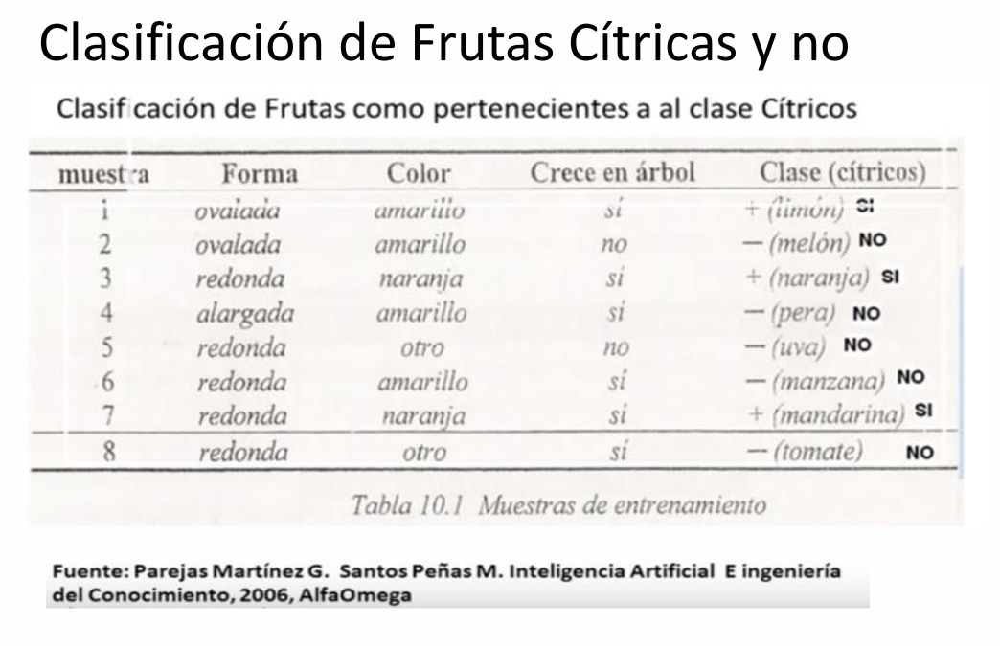 Clasificación de Frutas Cítricas y no
Clasificación de Frutas como pertenecientes a al clase Cítricos
muestra Forma Color Crece en árbol Clase (cítricos)
1 ovalada amarillo sí + (limón) SI
2 ovalada amarillo no — (melón) NO
3 redonda naranja sí + (naranja) SI
4 alargada amarillo sí — (pera) NO
5 redonda otro no — (uva) NO
6 redonda amarillo sí — (manzana) NO
7 redonda naranja sí + (mandarina) SI
8 redonda otro sí — (tomate) NO
Tabla 10.1 Muestras de entrenamiento
Fuente: Parejas Martínez G. Santos Peñas M. Inteligencia Artificial E ingeniería
del Conocimiento, 2006, AlfaOmega